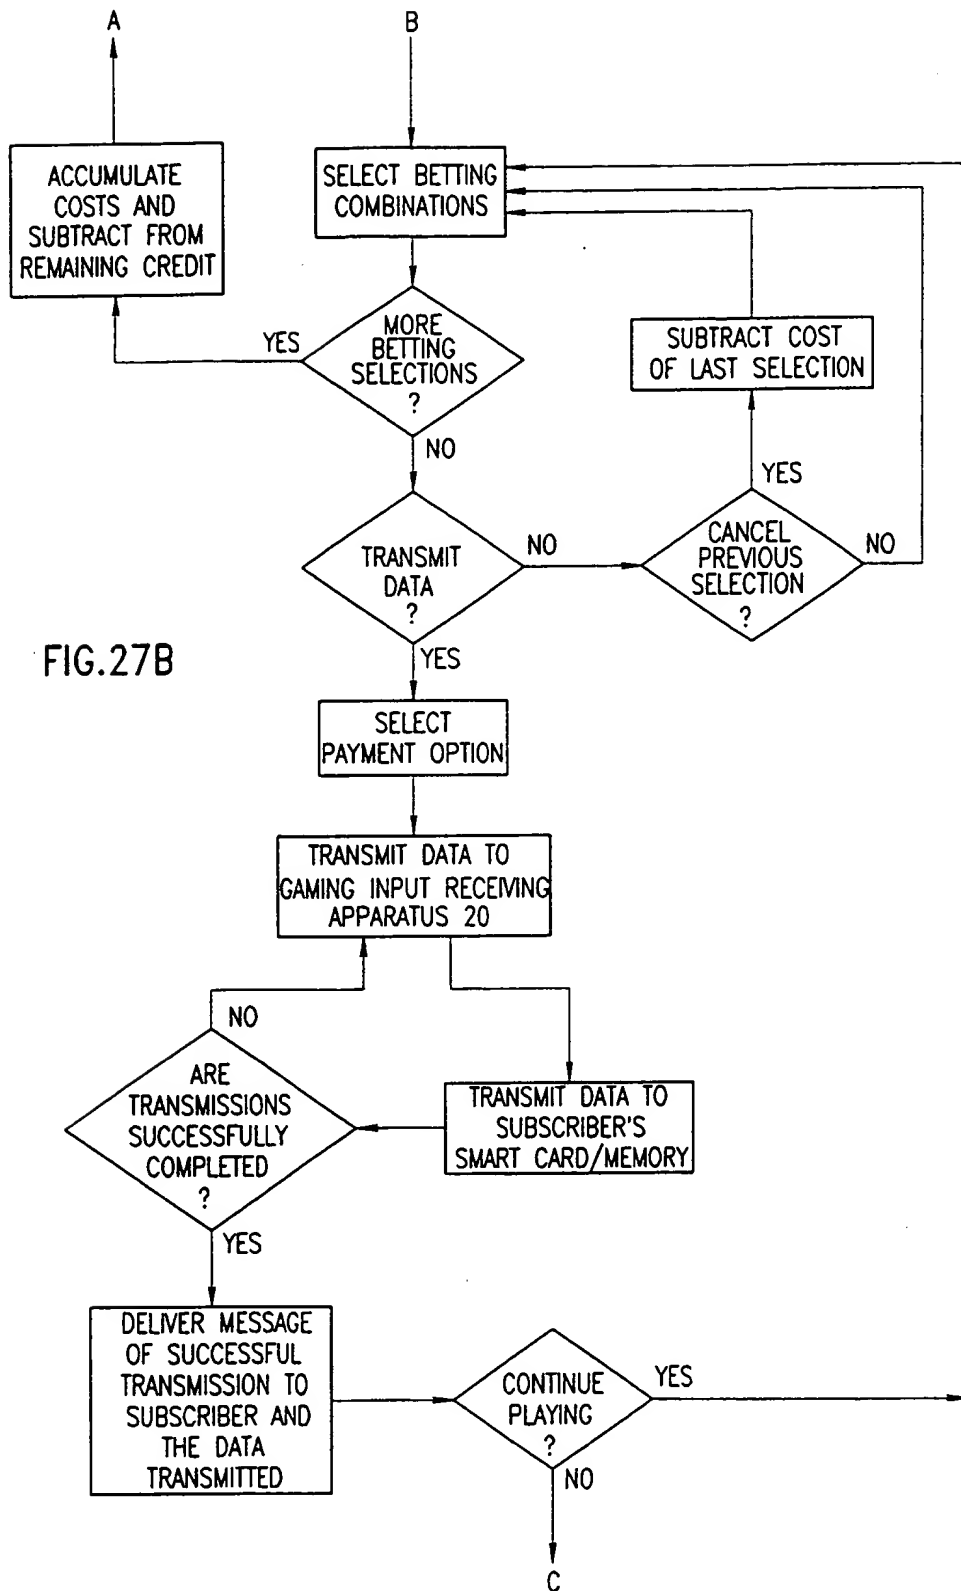 A
B
ACCUMULATE
COSTS AND
SUBTRACT FROM
REMAINING CREDIT
SELECT BETTING
COMBINATIONS
YES
MORE
BETTING
SELECTIONS
?
SUBTRACT COST
OF LAST SELECTION
NO
YES
TRANSMIT
DATA
?
NO
CANCEL
PREVIOUS
SELECTION
?
NO
FIG.27B
YES
SELECT
PAYMENT OPTION
TRANSMIT DATA TO
GAMING INPUT RECEIVING
APPARATUS 20
NO
ARE
TRANSMISSIONS
SUCCESSFULLY
COMPLETED
?
TRANSMIT DATA TO
SUBSCRIBER'S
SMART CARD/MEMORY
YES
DELIVER MESSAGE
OF SUCCESSFUL
TRANSMISSION TO
SUBSCRIBER AND
THE DATA
TRANSMITTED
CONTINUE
PLAYING
?
YES
NO
C